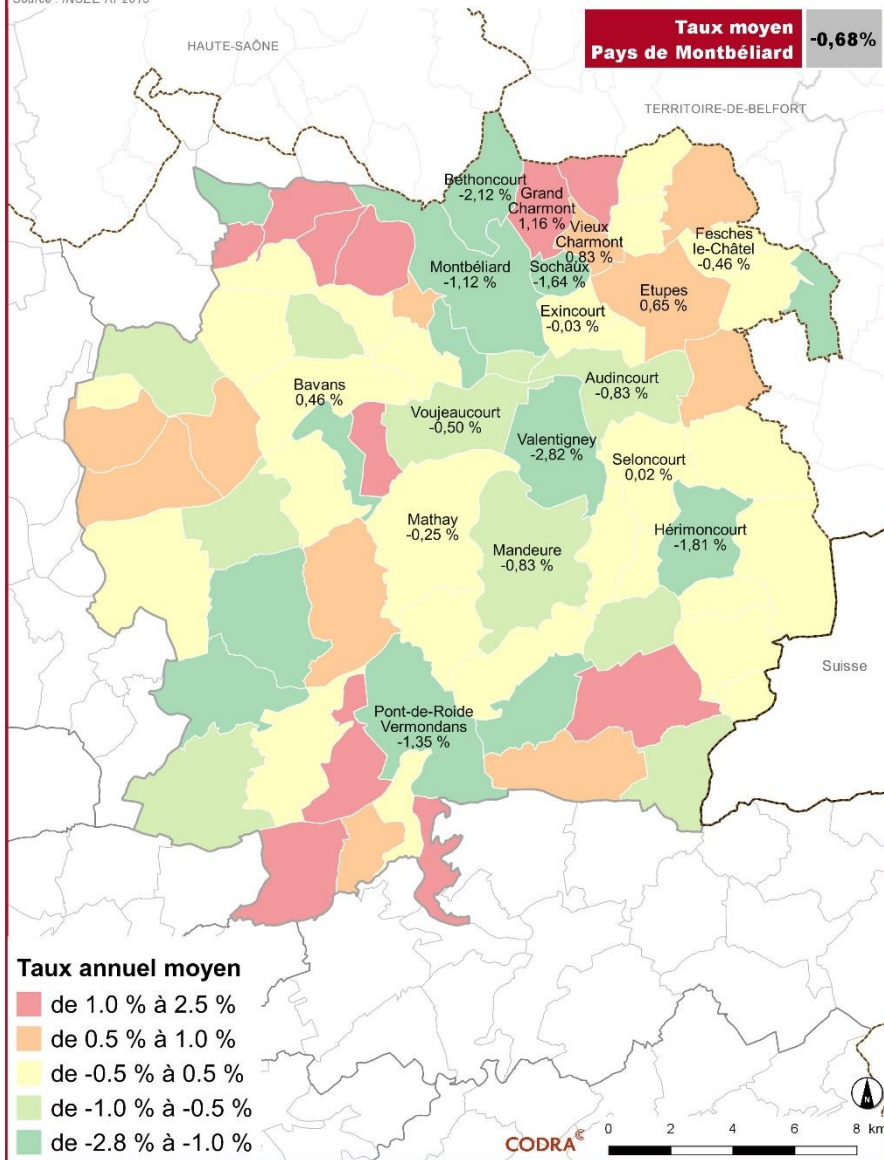 Source : INSEE RP 2015
Taux moyen
Pays de Montbéliard
-0,68%
HAUTE-SAÔNE
TERRITOIRE-DE-BELFORT
Béthoncourt
-2,12 %
Grand
Charmont
1,16 %
Vieux
Charmont
0,83 %
Fesches
le-Châtel
-0,46 %
Montbéliard
-1,12 %
Sochaux
-1,64 %
Etupes
0,65 %
Exincourt
-0,03 %
Bavans
0,46 %
Audincourt
-0,83 %
Voujeaucourt
-0,50 %
Valentigney
-2,82 %
Seloncourt
0,02 %
Mathay
-0,25 %
Mandeure
-0,83 %
Hérimoncourt
-1,81 %
Suisse
Pont-de-Roide
Vermondans
-1,35 %
Taux annuel moyen
de 1.0 % à 2.5 %
de 0.5 % à 1.0 %
de -0.5 % à 0.5 %
de -1.0 % à -0.5 %
de -2.8 % à -1.0 %
CODRA
N
0 2 4 6 8 km